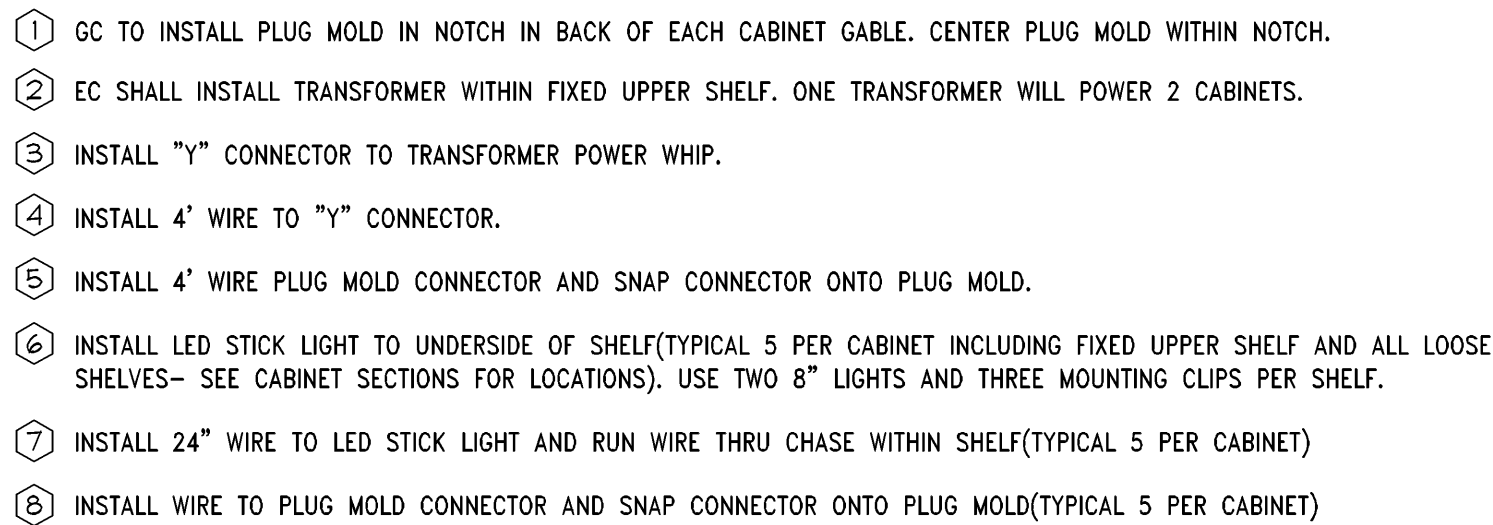 1 GC TO INSTALL PLUG MOLD IN NOTCH IN BACK OF EACH CABINET GABLE. CENTER PLUG MOLD WITHIN NOTCH.
2 EC SHALL INSTALL TRANSFORMER WITHIN FIXED UPPER SHELF. ONE TRANSFORMER WILL POWER 2 CABINETS.
3 INSTALL "Y" CONNECTOR TO TRANSFORMER POWER WHIP.
4 INSTALL 4' WIRE TO "Y" CONNECTOR.
5 INSTALL 4' WIRE PLUG MOLD CONNECTOR AND SNAP CONNECTOR ONTO PLUG MOLD.
6 INSTALL LED STICK LIGHT TO UNDERSIDE OF SHELF(TYPICAL 5 PER CABINET INCLUDING FIXED UPPER SHELF AND ALL LOOSE
SHELVES- SEE CABINET SECTIONS FOR LOCATIONS). USE TWO 8" LIGHTS AND THREE MOUNTING CLIPS PER SHELF.
7 INSTALL 24" WIRE TO LED STICK LIGHT AND RUN WIRE THRU CHASE WITHIN SHELF(TYPICAL 5 PER CABINET)
8 INSTALL WIRE TO PLUG MOLD CONNECTOR AND SNAP CONNECTOR ONTO PLUG MOLD(TYPICAL 5 PER CABINET)